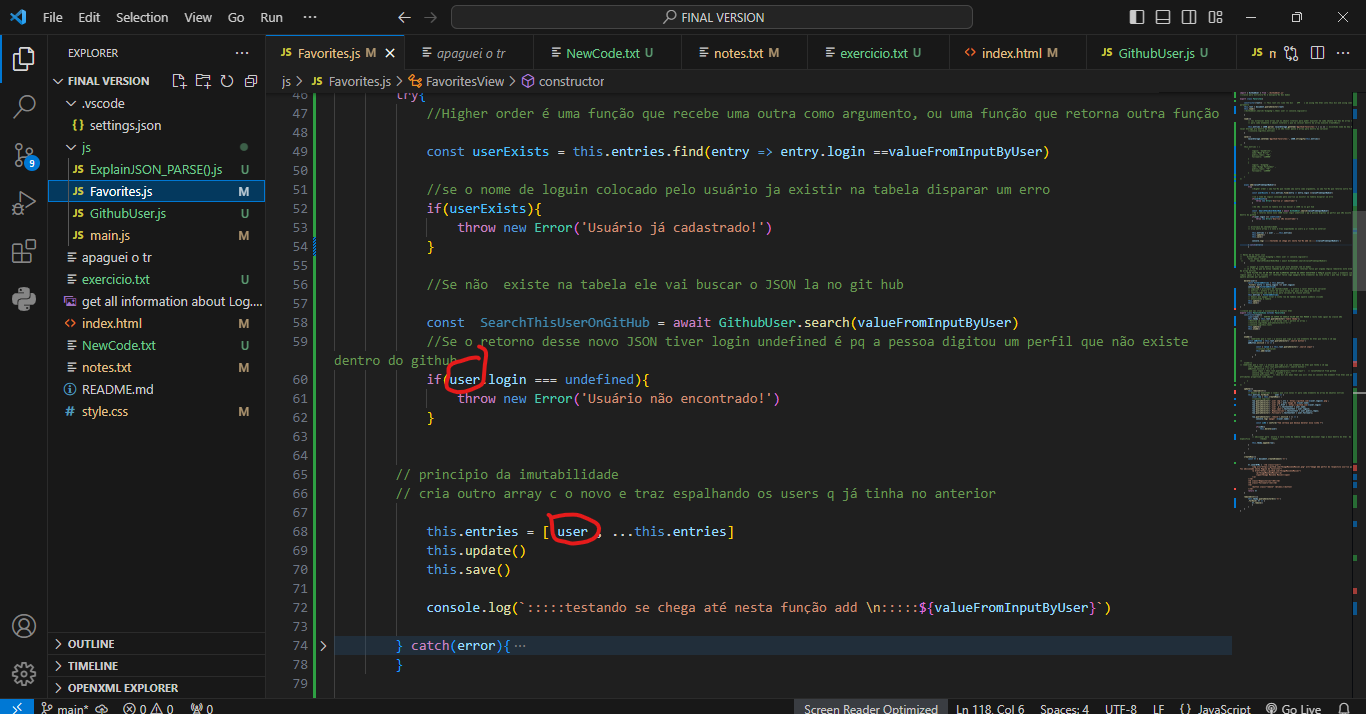 File Edit Selection View Go Run ··· FINAL VERSION
EXPLORER ···
FINAL VERSION
.vscode
{} settings.json
js
JS ExplainJSON_PARSE().js U
JS Favorites.js M
JS GithubUser.js U
JS main.js M
apaguei o tr
exercicio.txt U
get all information about Log....
<> index.html M
NewCode.txt U
notes.txt M
README.md
# style.css M
OUTLINE
TIMELINE
OPENXML EXPLORER
9
JS Favorites.js M apaguei o tr NewCode.txt U notes.txt M exercicio.txt U <> index.html M JS GithubUser.js U JS
js > JS Favorites.js > FavoritesView > constructor
46 try{
47 //Higher order é uma função que recebe uma outra como argumento, ou uma função que retorna outra função
48
49 const userExists = this.entries.find(entry => entry.login ==valueFromInputByUser)
50
51 //se o nome de loguin colocado pelo usuário ja existir na tabela disparar um erro
52 if(userExists){
53 throw new Error('Usuário já cadastrado!')
54 }
55
56 //Se não existe na tabela ele vai buscar o JSON la no git hub
57
58 const SearchThisUserOnGitHub = await GithubUser.search(valueFromInputByUser)
59 //Se o retorno desse novo JSON tiver login undefined é pq a pessoa digitou um perfil que não existe
dentro do github
60 if(user.login === undefined){
61 throw new Error('Usuário não encontrado!')
62 }
63
64
65 // principio da imutabilidade
66 // cria outro array c o novo e traz espalhando os users q já tinha no anterior
67
68 this.entries = [ user, ...this.entries]
69 this.update()
70 this.save()
71
72 console.log(`:::::testando se chega até nesta função add \n:::::${valueFromInputByUser}`)
73
74 } catch(error){ ···
78 }
79
main* 0 0 0 Screen Reader Optimized Ln 118, Col 6 Spaces: 4 UTF-8 LF {} JavaScript Go Live